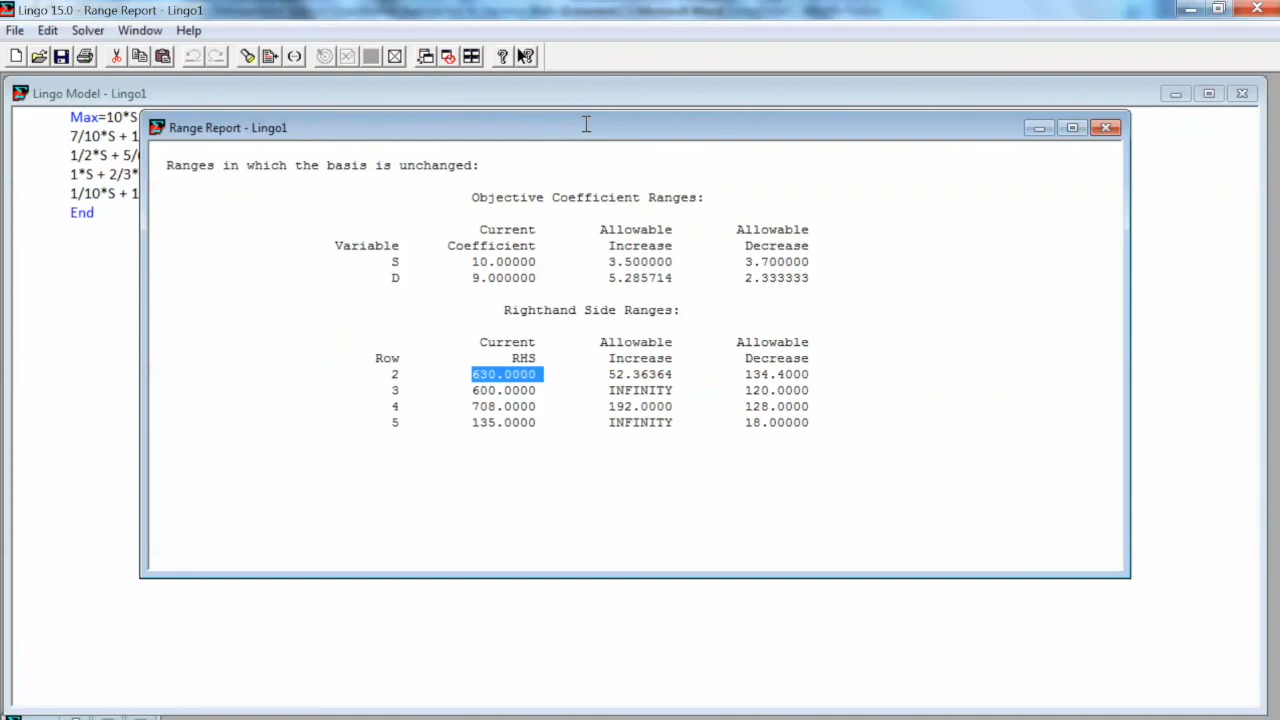 Lingo 15.0 - Range Report - Lingo1
File Edit Solver Window Help
Lingo Model - Lingo1
Max=10*S
7/10*S + 1
1/2*S + 5/
1*S + 2/3*
1/10*S + 1
End
Range Report - Lingo1
Ranges in which the basis is unchanged:
Objective Coefficient Ranges:
Current Allowable Allowable
Variable Coefficient Increase Decrease
S 10.00000 3.500000 3.700000
D 9.000000 5.285714 2.333333
Righthand Side Ranges:
Current Allowable Allowable
Row RHS Increase Decrease
2 630.0000 52.36364 134.4000
3 600.0000 INFINITY 120.0000
4 708.0000 192.0000 128.0000
5 135.0000 INFINITY 18.00000